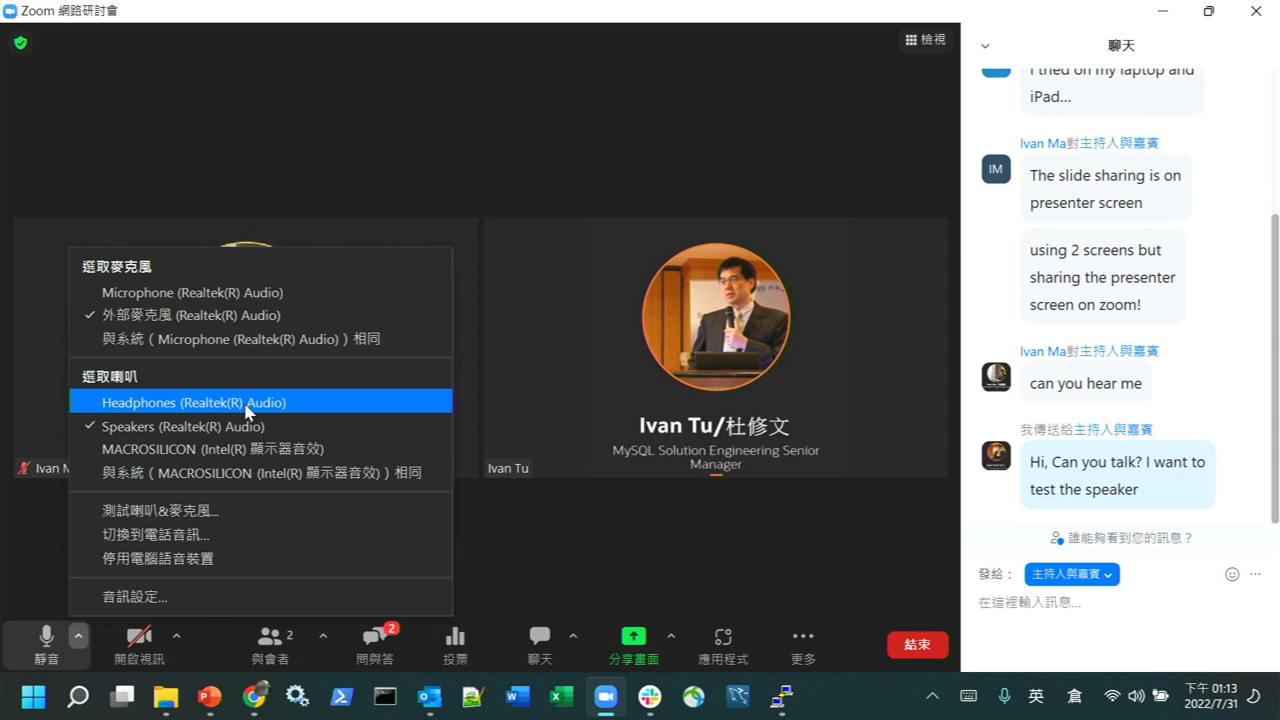 Zoom 網路研討會
檢視
聊天
I tried on my laptop and
iPad...
Ivan Ma對主持人與嘉賓
IM
The slide sharing is on
presenter screen
using 2 screens but
sharing the presenter
screen on zoom!
Ivan Ma對主持人與嘉賓
can you hear me
我傳送給主持人與嘉賓
Hi, Can you talk? I want to
test the speaker
誰能夠看到您的訊息？
發給：
主持人與嘉賓
在這裡輸入訊息...
選取麥克風
Microphone (Realtek(R) Audio)
✓ 外部麥克風 (Realtek(R) Audio)
與系統（Microphone (Realtek(R) Audio)）相同
選取喇叭
Headphones (Realtek(R) Audio)
✓ Speakers (Realtek(R) Audio)
MACROSILICON (Intel(R) 顯示器音效)
與系統（MACROSILICON (Intel(R) 顯示器音效)）相同
測試喇叭&麥克風...
切換到電話音訊...
停用電腦語音裝置
音訊設定...
Ivan Tu/杜修文
MySQL Solution Engineering Senior
Manager
Ivan M
Ivan Tu
靜音
開啟視訊
2
與會者
2
問與答
投票
聊天
分享畫面
應用程式
更多
結束
英
倉
下午 01:13
2022/7/31